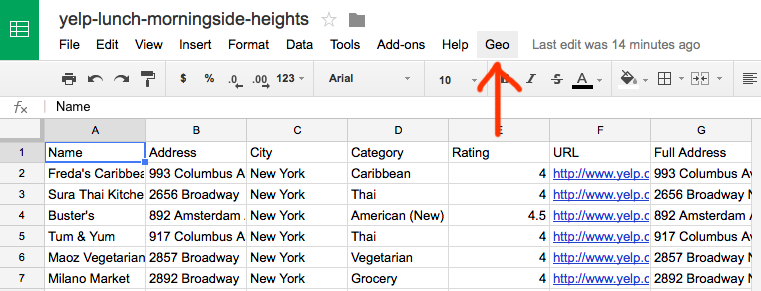 yelp-lunch-morningside-heights
File Edit View Insert Format Data Tools Add-ons Help Geo Last edit was 14 minutes ago
$ % .0 .00 123 Arial 10 B I S A
fx Name
A B C D E F G
1 Name Address City Category Rating URL Full Address
2 Freda's Caribbea 993 Columbus A New York Caribbean 4 http://www.yelp.c 993 Columbus Av
3 Sura Thai Kitche 2656 Broadway New York Thai 4 http://www.yelp.c 2656 Broadway N
4 Buster's 892 Amsterdam New York American (New) 4.5 http://www.yelp.c 892 Amsterdam A
5 Tum & Yum 917 Columbus A New York Thai 4 http://www.yelp.c 917 Columbus Av
6 Maoz Vegetarian 2857 Broadway New York Vegetarian 4 http://www.yelp.c 2857 Broadway N
7 Milano Market 2892 Broadway New York Grocery 4 http://www.yelp.c 2892 Broadway N